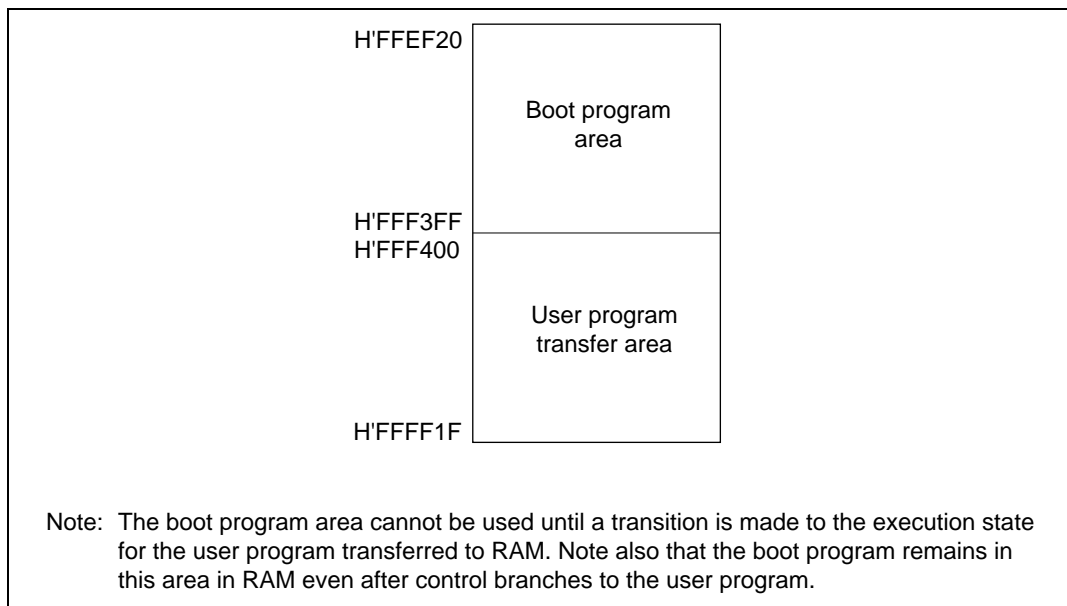 H'FFEF20
Boot program
area
H'FFF3FF
H'FFF400
User program
transfer area
H'FFFF1F
Note: The boot program area cannot be used until a transition is made to the execution state
for the user program transferred to RAM. Note also that the boot program remains in
this area in RAM even after control branches to the user program.